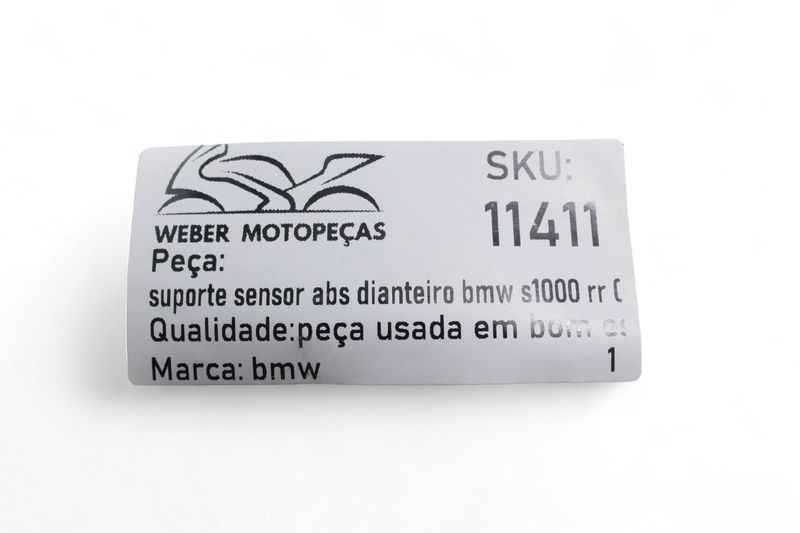 WEBER MOTOPEÇAS
SKU:
11411
Peça:
suporte sensor abs dianteiro bmw s1000 rr
Qualidade:peça usada em bom
Marca: bmw
1